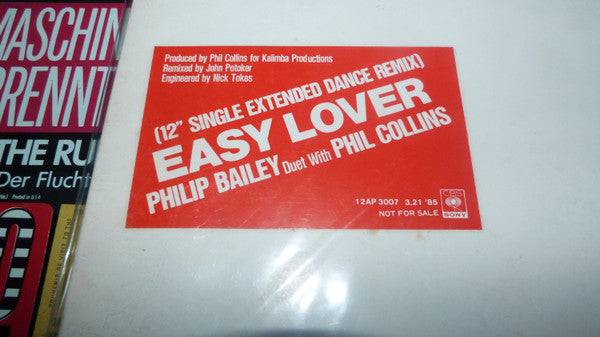 MASCHIN
BRENNT
THE RU
Der Flucht
Printed in U.S.A
Produced by Phil Collins for Kalimba Productions
Remixed by John Potoker
Engineered by Nick Tokes
(12" SINGLE EXTENDED DANCE REMIX)
EASY LOVER
PHILIP BAILEY Duet With PHIL COLLINS
12AP 3007 3,21 '85
NOT FOR SALE
CBS
SONY